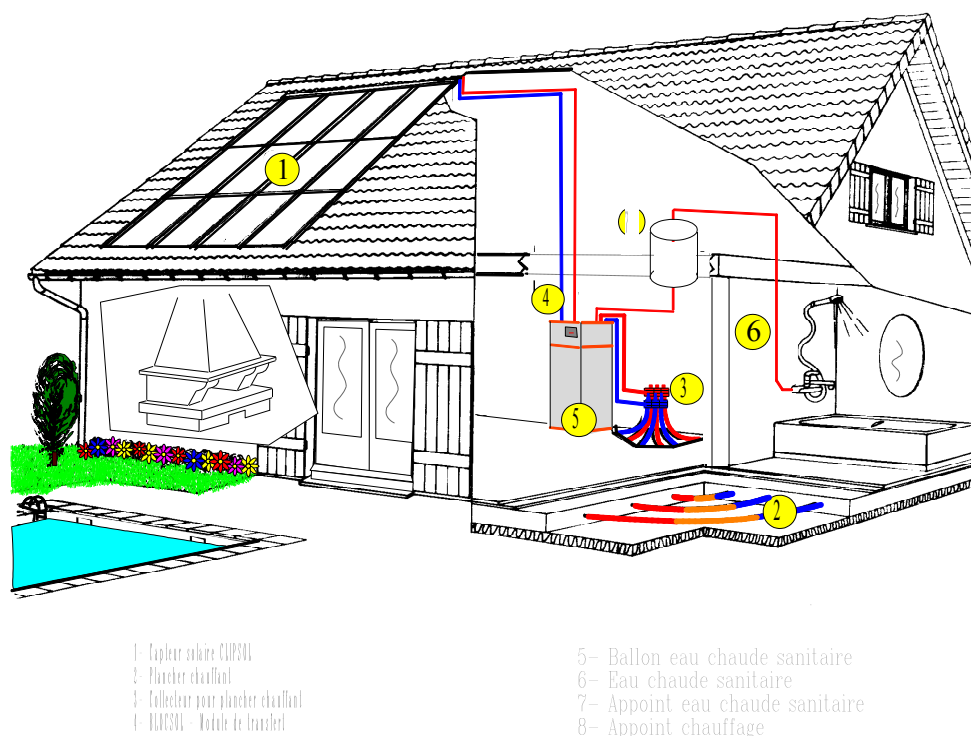 1
4
6
3
5
2
1- Capteur solaire CLIPSOL
2- Plancher chauffant
3- Collecteur pour plancher chauffant
4- BLOCSOL - Module de transfert
5- Ballon eau chaude sanitaire
6- Eau chaude sanitaire
7- Appoint eau chaude sanitaire
8- Appoint chauffage